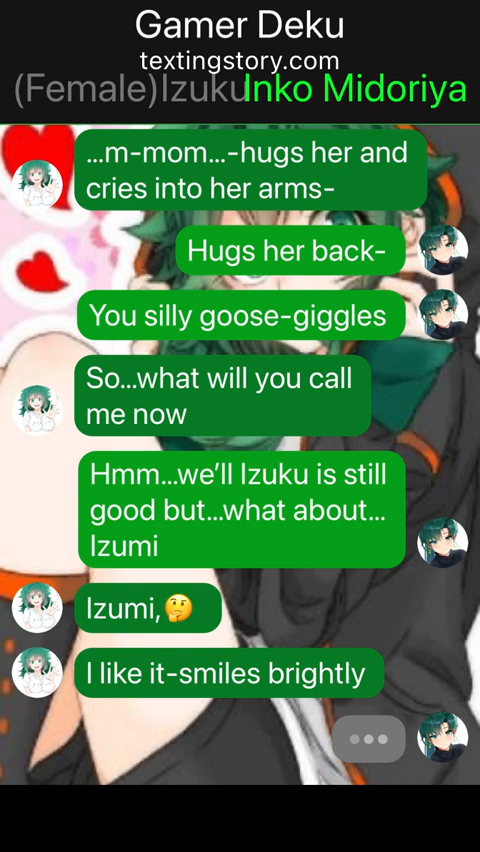 Gamer Deku
textingstory.com
(Female)Izuku Inko Midoriya
...m-mom...-hugs her and
cries into her arms-
Hugs her back-
You silly goose-giggles
So...what will you call
me now
Hmm...we’ll Izuku is still
good but...what about...
Izumi
Izumi,🤔
I like it-smiles brightly